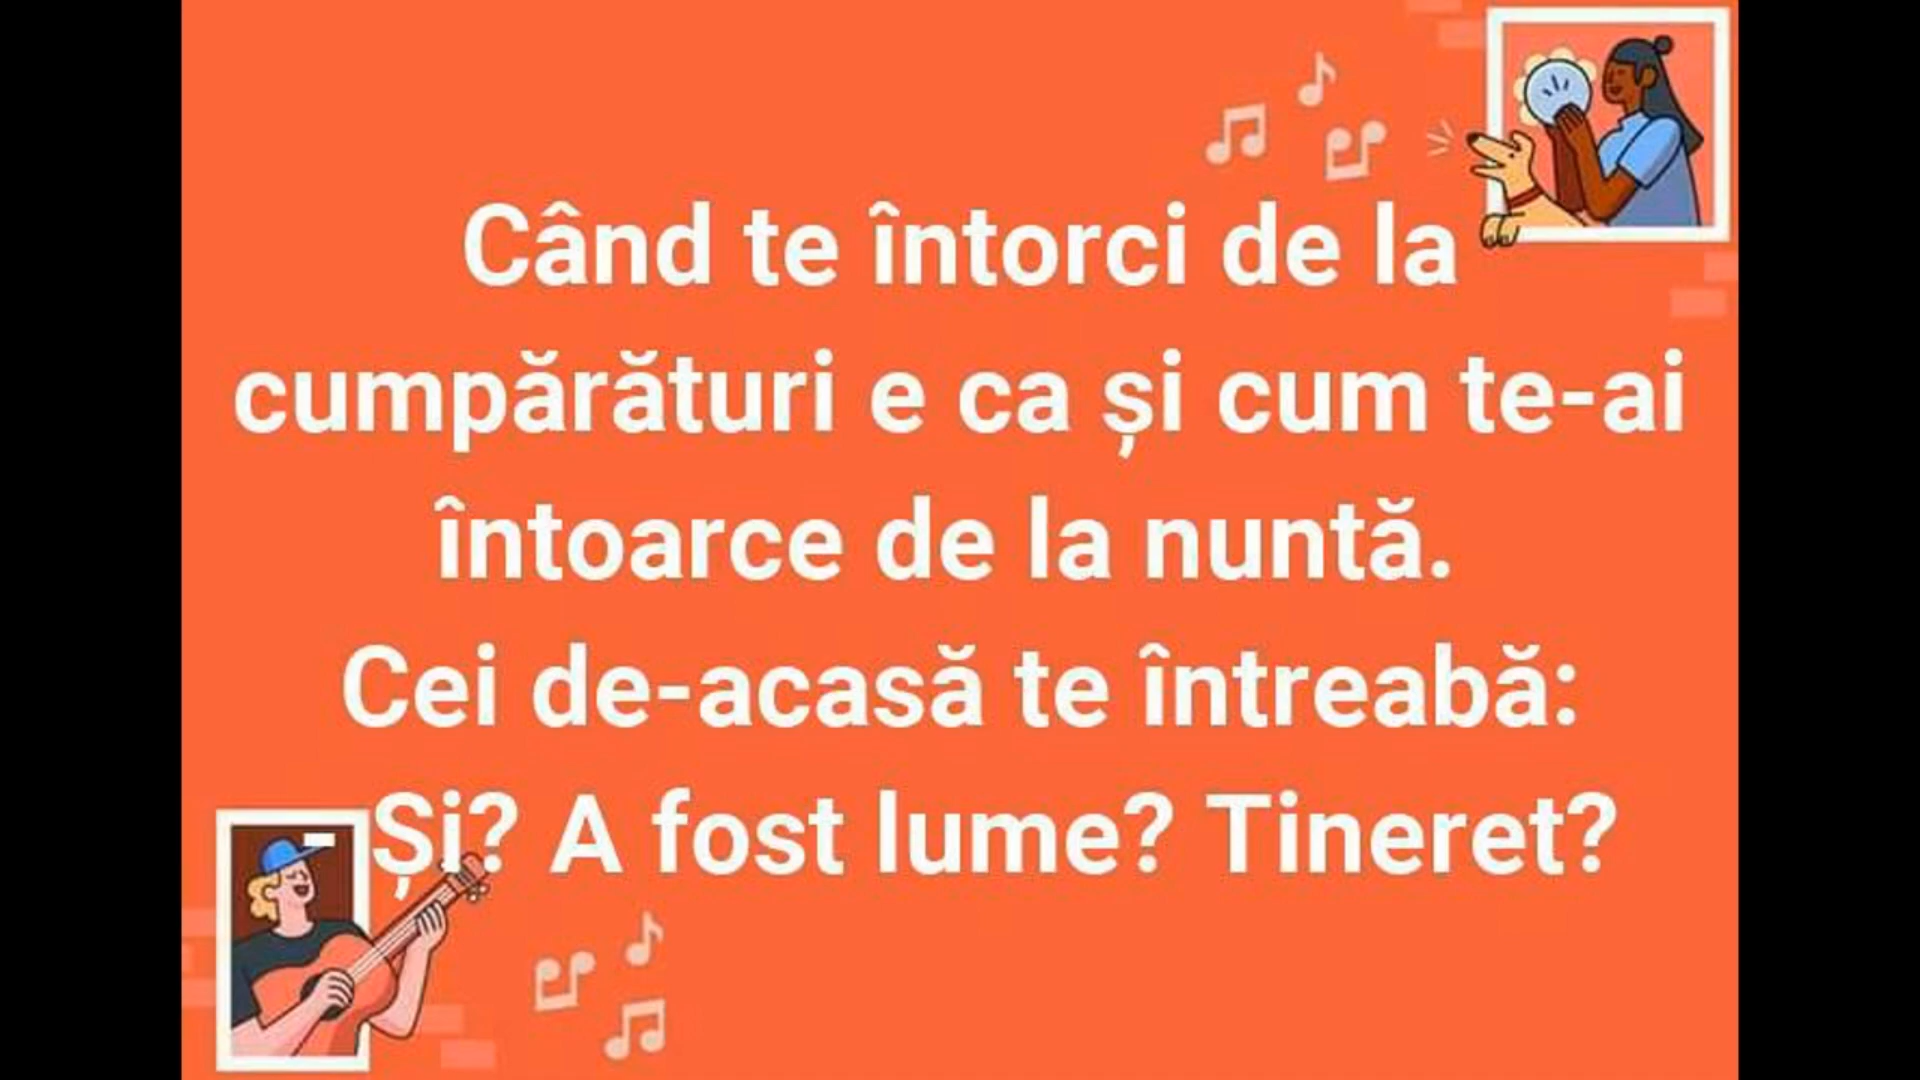 Când te întorci de la
cumpărături e ca și cum te-ai
întoarce de la nuntă.
Cei de-acasă te întreabă:
- Și? A fost lume? Tineret?